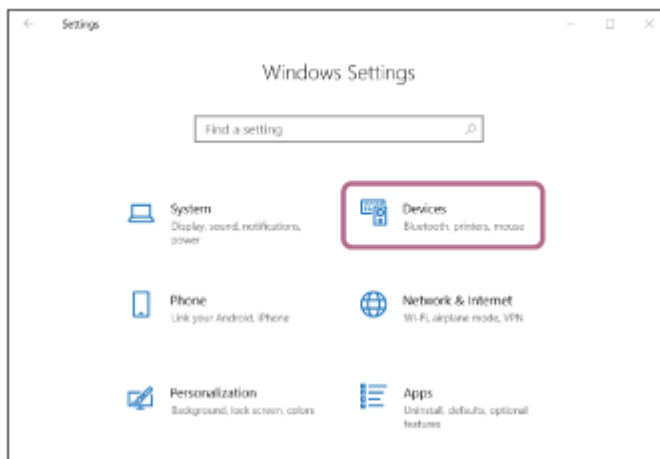 Settings
Windows Settings
Find a setting
System
Display, sound, notifications,
power
Devices
Bluetooth, printers, mouse
Phone
Link your Android, iPhone
Network & Internet
Wi-Fi, airplane mode, VPN
Personalization
Background, lock screen, colors
Apps
Uninstall, defaults, optional
features